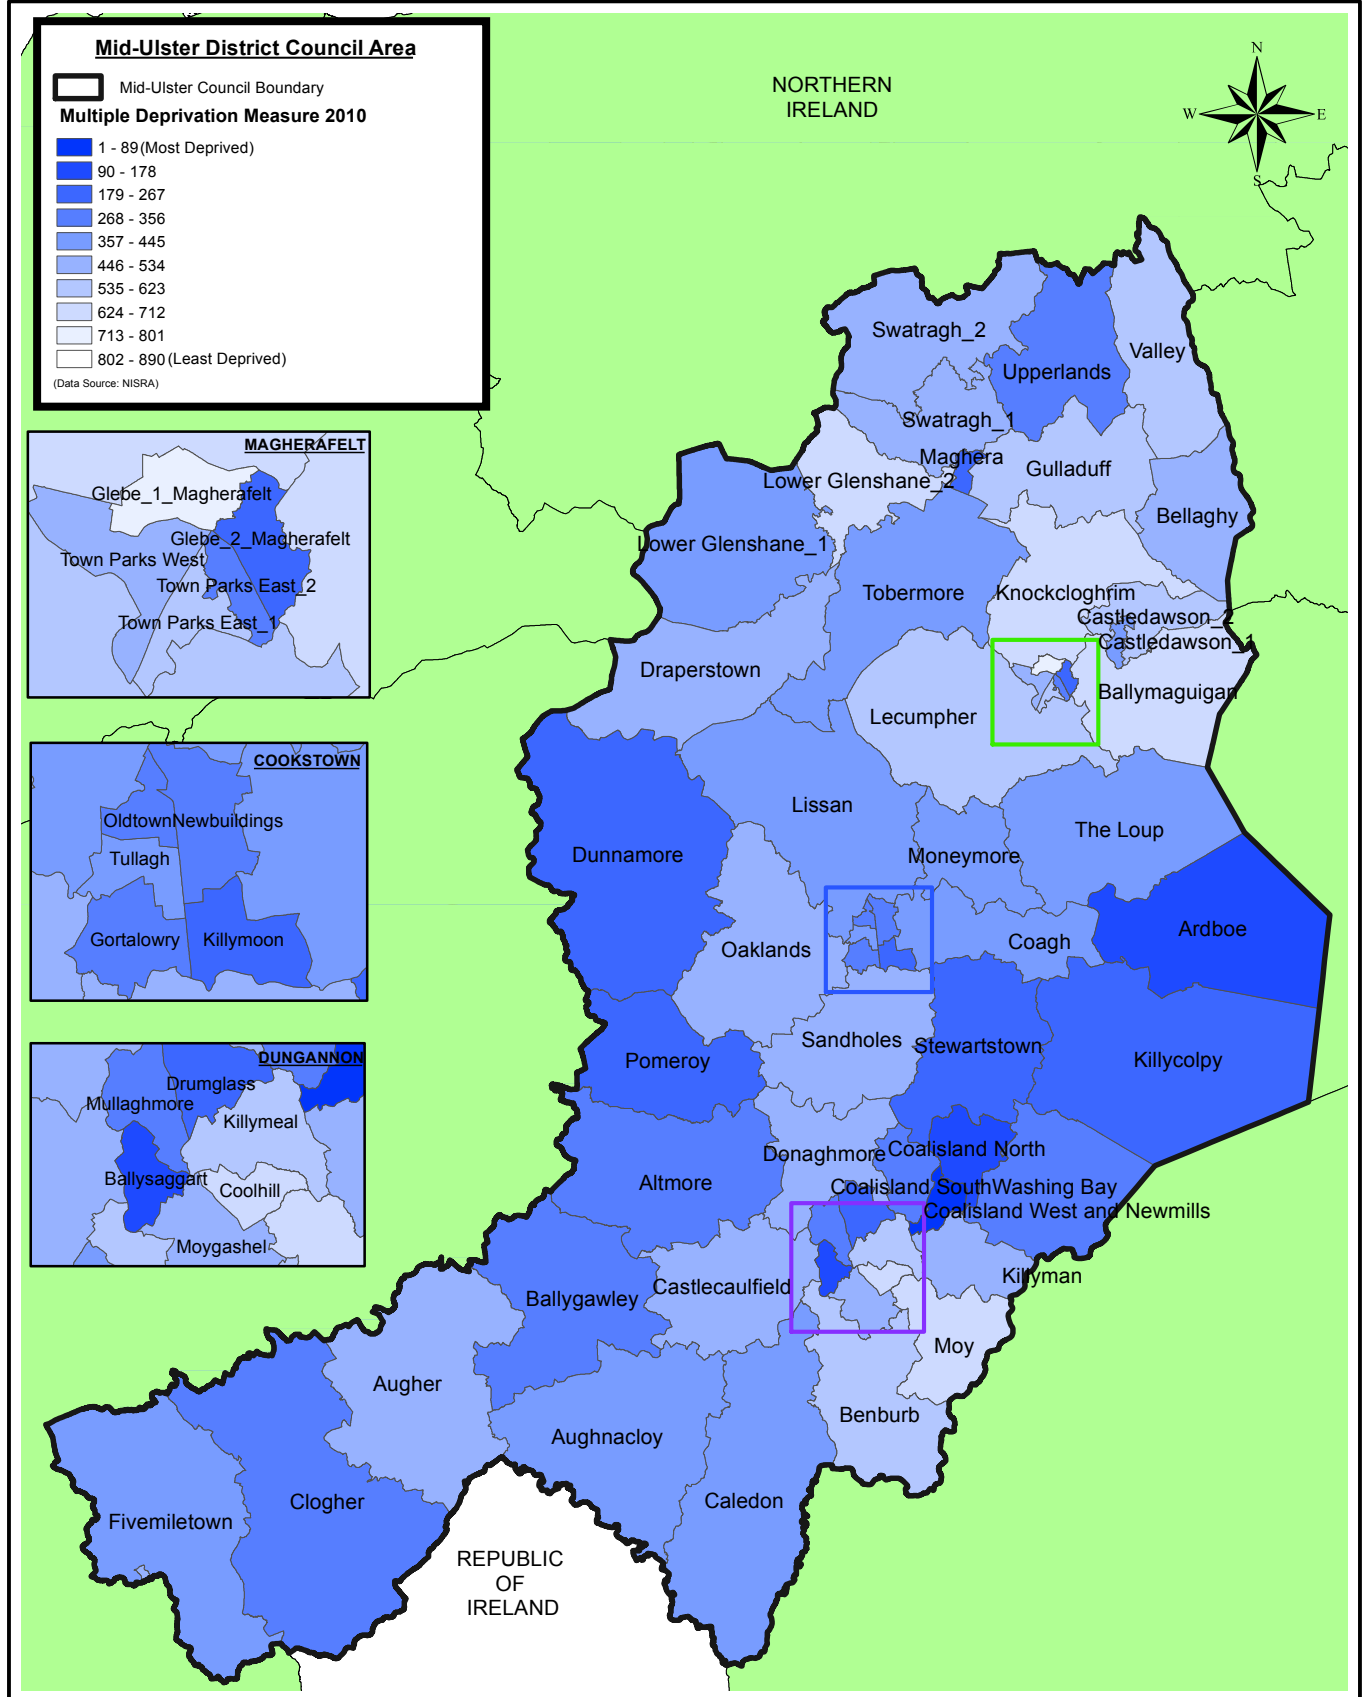 Mid-Ulster District Council Area
Mid-Ulster Council Boundary
Multiple Deprivation Measure 2010
1 - 89 (Most Deprived)
90 - 178
179 - 267
268 - 356
357 - 445
446 - 534
535 - 623
624 - 712
713 - 801
802 - 890 (Least Deprived)
(Data Source: NISRA)
NORTHERN
IRELAND
N
W
E
S
MAGHERAFELT
Glebe_1_Magherafelt
Glebe_2_Magherafelt
Town Parks West
Town Parks East_2
Town Parks East_1
COOKSTOWN
Oldtown
Newbuildings
Tullagh
Gortalowry
Killymoon
DUNGANNON
Drumglass
Mullaghmore
Killymeal
Ballysaggart
Coolhill
Moygashel
Swatragh_2
Valley
Upperlands
Swatragh_1
Maghera
Gulladuff
Lower Glenshane_2
Bellaghy
Lower Glenshane_1
Tobermore
Knockcloghrim
Castledawson_2
Castledawson_1
Draperstown
Ballymaguigan
Lecumpher
Lissan
The Loup
Dunnamore
Moneymore
Ardboe
Oaklands
Coagh
Sandholes
Stewartstown
Pomeroy
Killycolpy
Donaghmore
Coalisland North
Altmore
Coalisland South
Washing Bay
Coalisland West and Newmills
Killyman
Castlecaulfield
Ballygawley
Moy
Augher
Benburb
Aughnacloy
Clogher
Caledon
Fivemiletown
REPUBLIC
OF
IRELAND